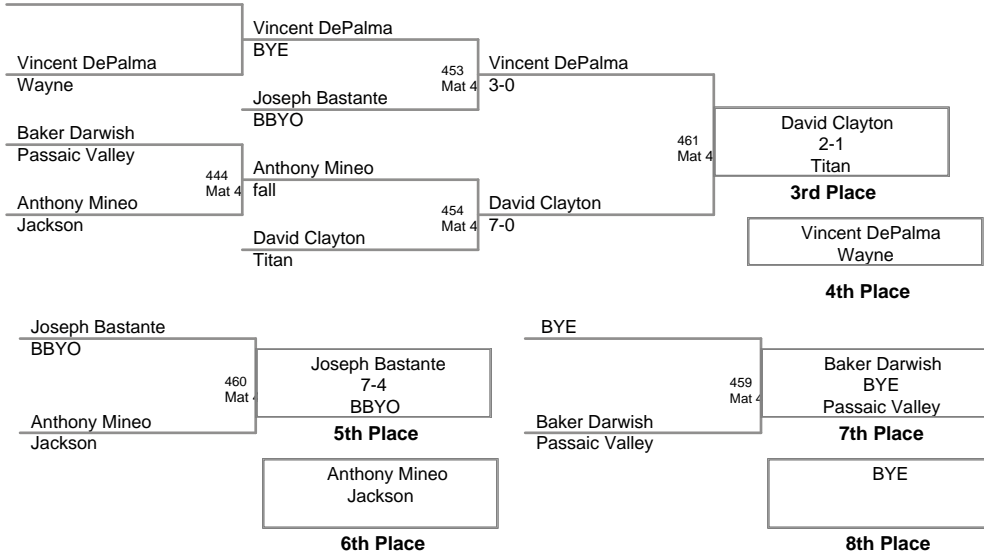 Vincent DePalma
Wayne
Baker Darwish
Passaic Valley
444
Mat 4
Anthony Mineo
Jackson
Vincent DePalma
BYE
453
Mat 4
Joseph Bastante
BBYO
Anthony Mineo
fall
454
Mat 4
David Clayton
Titan
Vincent DePalma
3-0
461
Mat 4
David Clayton
7-0
David Clayton
2-1
Titan
3rd Place
Vincent DePalma
Wayne
4th Place
Joseph Bastante
BBYO
460
Mat 4
Anthony Mineo
Jackson
Joseph Bastante
7-4
BBYO
5th Place
Anthony Mineo
Jackson
6th Place
BYE
459
Mat 4
Baker Darwish
Passaic Valley
Baker Darwish
BYE
Passaic Valley
7th Place
BYE
8th Place